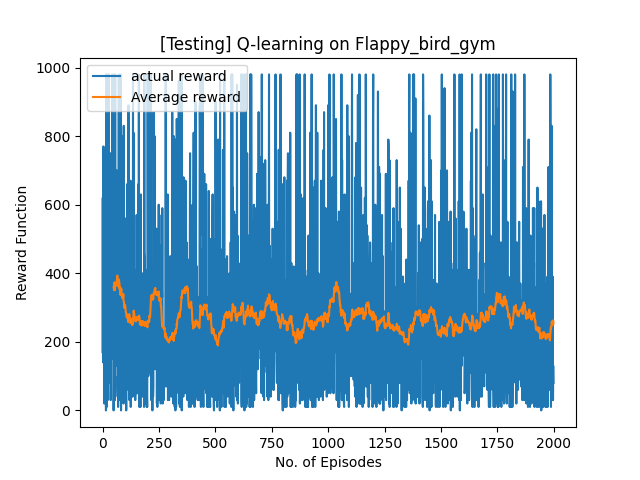 [Testing] Q-learning on Flappy_bird_gym
actual reward
Average reward
1000
800
600
400
200
0
Reward Function
0 250 500 750 1000 1250 1500 1750 2000
No. of Episodes